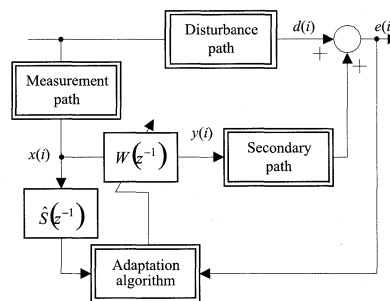 Disturbance
path
d(i)
e(i
+
+
Measurement
path
x(i)
W(z⁻¹)
y(i)
Secondary
path
Ŝ(z⁻¹)
Adaptation
algorithm